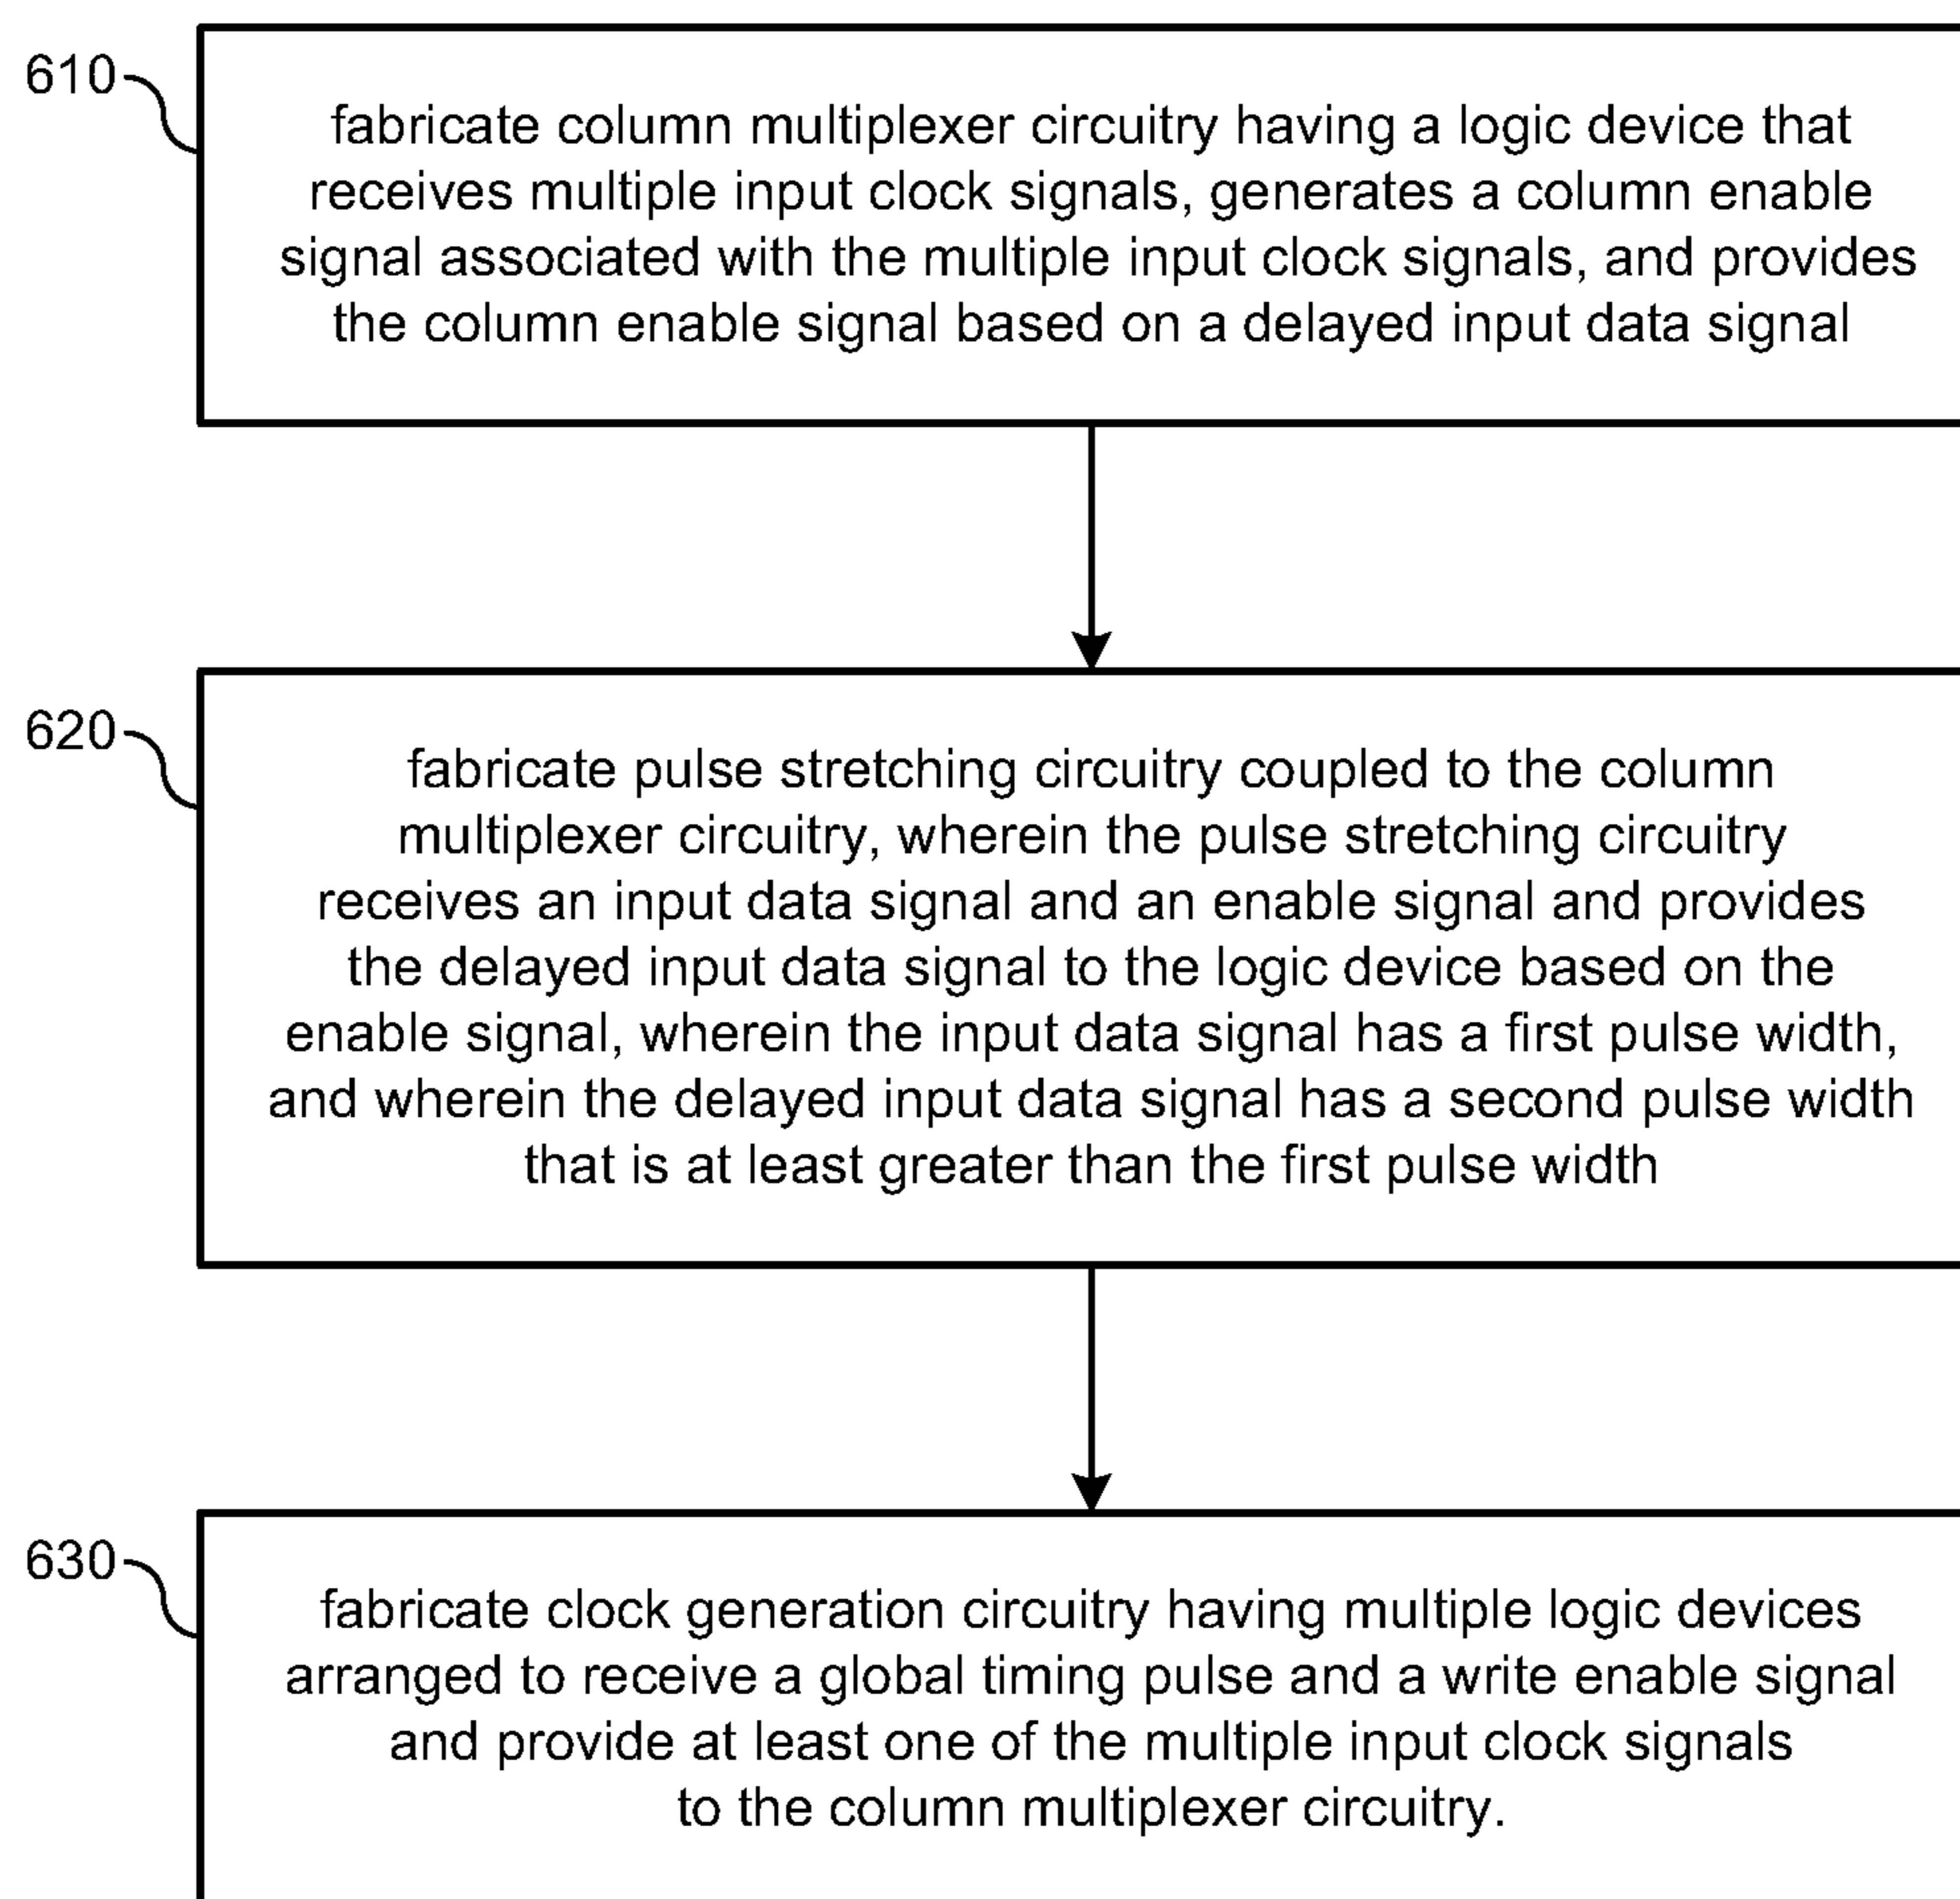 610
fabricate column multiplexer circuitry having a logic device that
receives multiple input clock signals, generates a column enable
signal associated with the multiple input clock signals, and provides
the column enable signal based on a delayed input data signal
620
fabricate pulse stretching circuitry coupled to the column
multiplexer circuitry, wherein the pulse stretching circuitry
receives an input data signal and an enable signal and provides
the delayed input data signal to the logic device based on the
enable signal, wherein the input data signal has a first pulse width,
and wherein the delayed input data signal has a second pulse width
that is at least greater than the first pulse width
630
fabricate clock generation circuitry having multiple logic devices
arranged to receive a global timing pulse and a write enable signal
and provide at least one of the multiple input clock signals
to the column multiplexer circuitry.